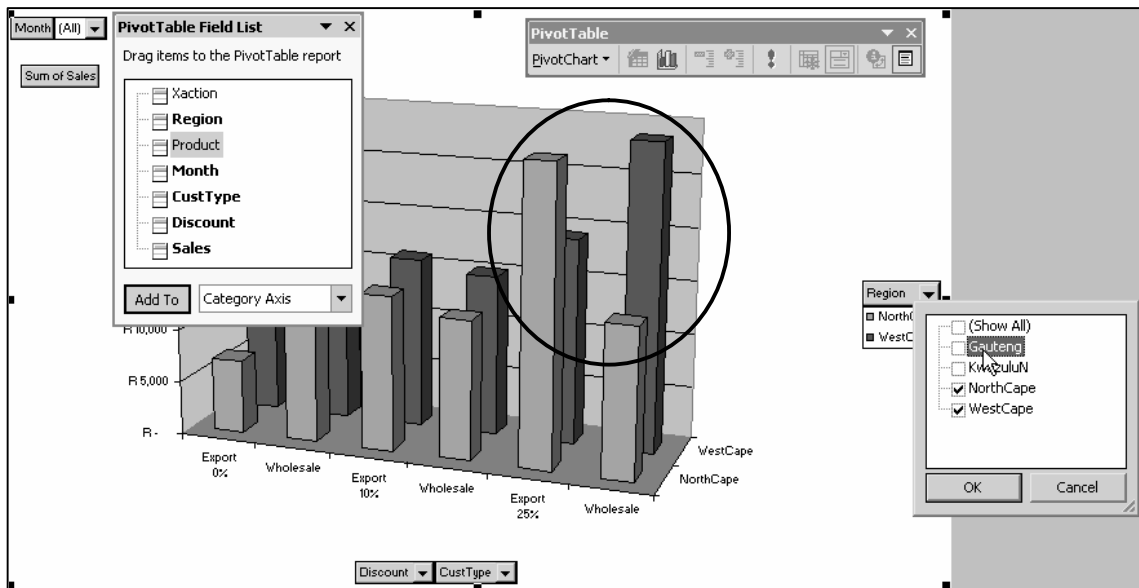 Month (All)
PivotTable Field List
Drag items to the PivotTable report
Sum of Sales
Xaction
Region
Product
Month
CustType
Discount
Sales
Add To Category Axis
PivotTable
PivotChart
R 10,000
R 5,000
R -
Export
0%
Wholesale
Export
10%
Wholesale
Export
25%
Wholesale
WestCape
NorthCape
Region
North
WestC
(Show All)
Gauteng
NorthCape
WestCape
OK Cancel
Discount CustType